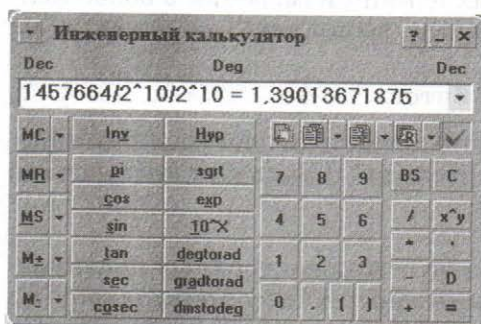 Инженерный калькулятор ? _ ×
Dec Deg Dec
1457664/2^10/2^10 = 1,39013671875
MC Inv Hyp
MR pi sqrt 7 8 9 BS C
cos exp
MS sin 10^X 4 5 6 / x^y
M± tan degtorad 1 2 3 * '
sec gradtorad - D
M- cosec dmstodeg 0 . ( ) + =